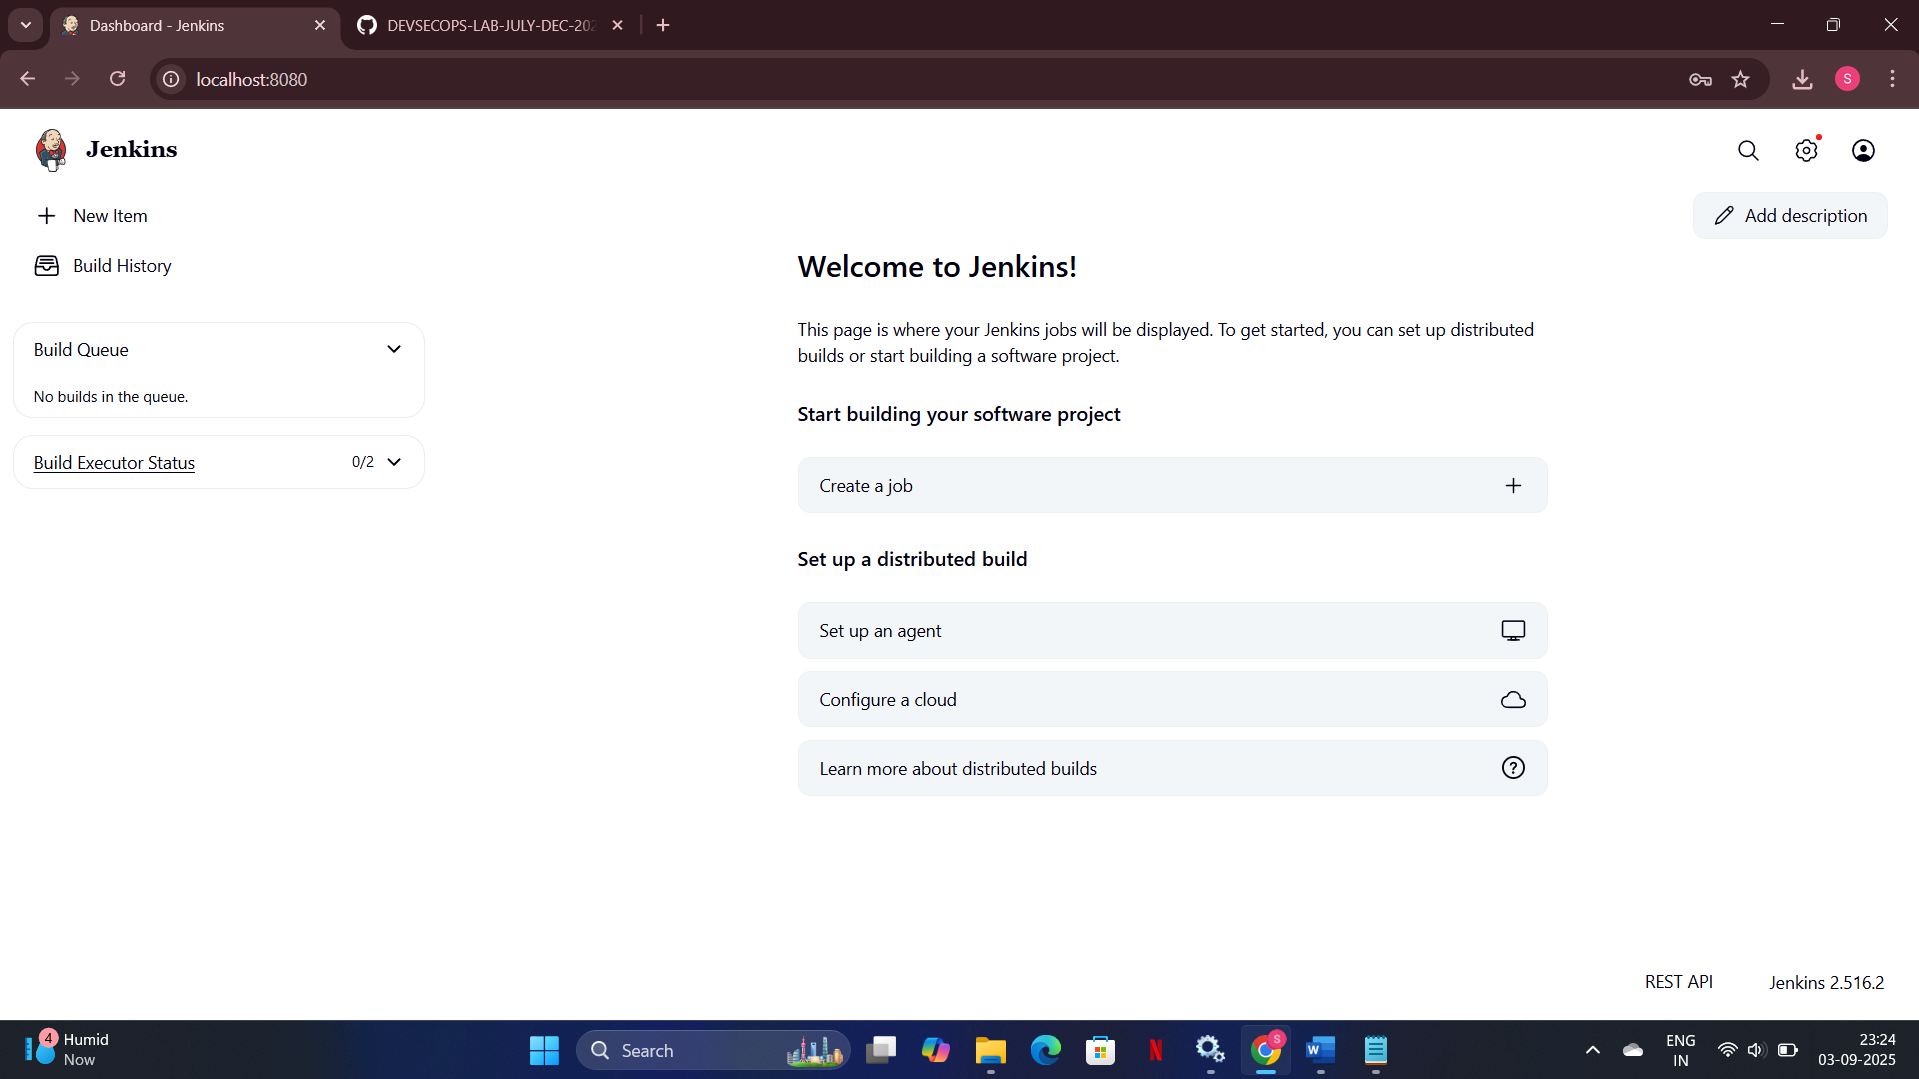 Dashboard - Jenkins
DEVSECOPS-LAB-JULY-DEC-202
localhost:8080
S
Jenkins
New Item
Add description
Build History
Welcome to Jenkins!
This page is where your Jenkins jobs will be displayed. To get started, you can set up distributed
builds or start building a software project.
Build Queue
No builds in the queue.
Start building your software project
Build Executor Status 0/2
Create a job
Set up a distributed build
Set up an agent
Configure a cloud
Learn more about distributed builds
REST API
Jenkins 2.516.2
4
Humid
Now
Search
N
S
W
ENG
IN
23:24
03-09-2025